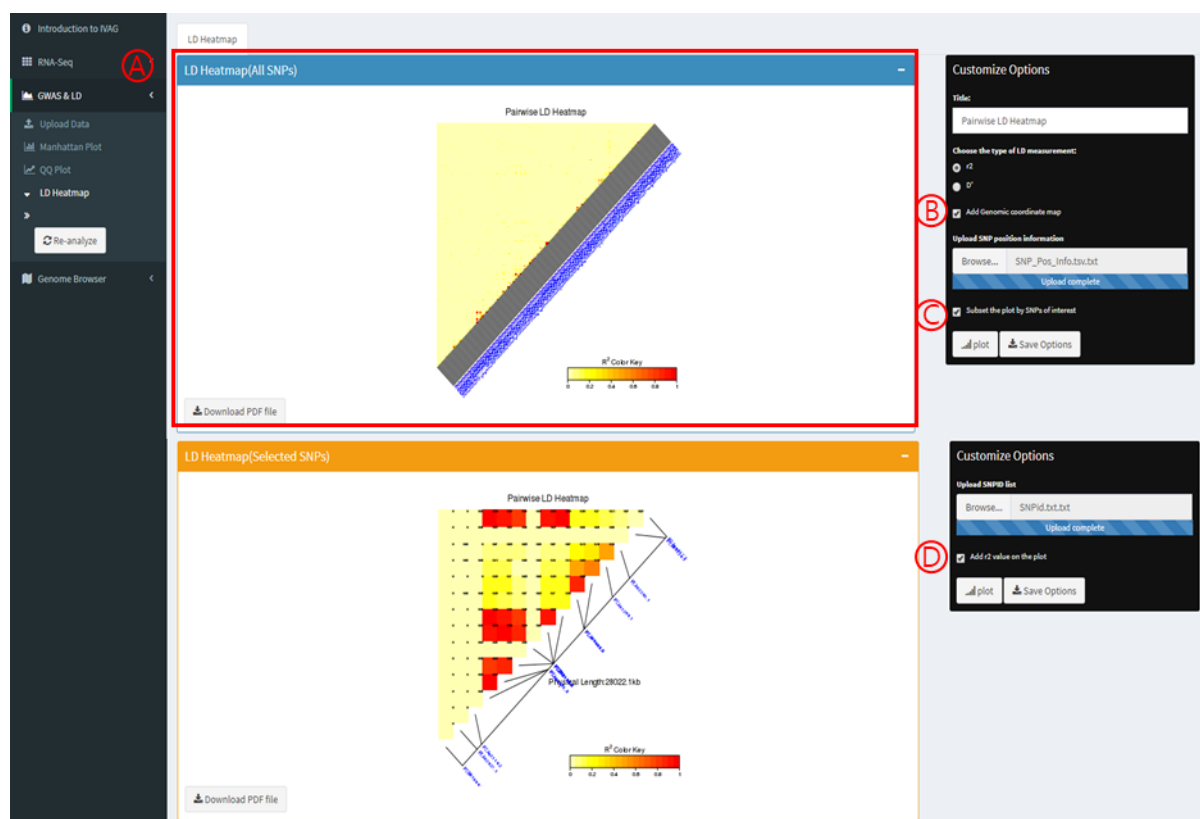 Introduction to IVAG
RNA-Seq
A
GWAS & LD
Upload Data
Manhattan Plot
QQ Plot
LD Heatmap
Re-analyze
Genome Browser
LD Heatmap
LD Heatmap(All SNPs)
Pairwise LD Heatmap
R² Color Key
0 0.2 0.4 0.6 0.8 1
Download PDF file
Customize Options
Title:
Pairwise LD Heatmap
Choose the type of LD measurement:
r2
D'
B
Add Genomic coordinate map
Upload SNP position information
Browse... SNP_Pos_Info.tsv.txt
Upload complete
C
Subset the plot by SNPs of interest
plot Save Options
LD Heatmap(Selected SNPs)
Pairwise LD Heatmap
Physical Length:28022.1kb
R² Color Key
0 0.2 0.4 0.6 0.8 1
Download PDF file
Customize Options
Upload SNPID list
Browse... SNPid.txt.txt
Upload complete
D
Add r2 value on the plot
plot Save Options